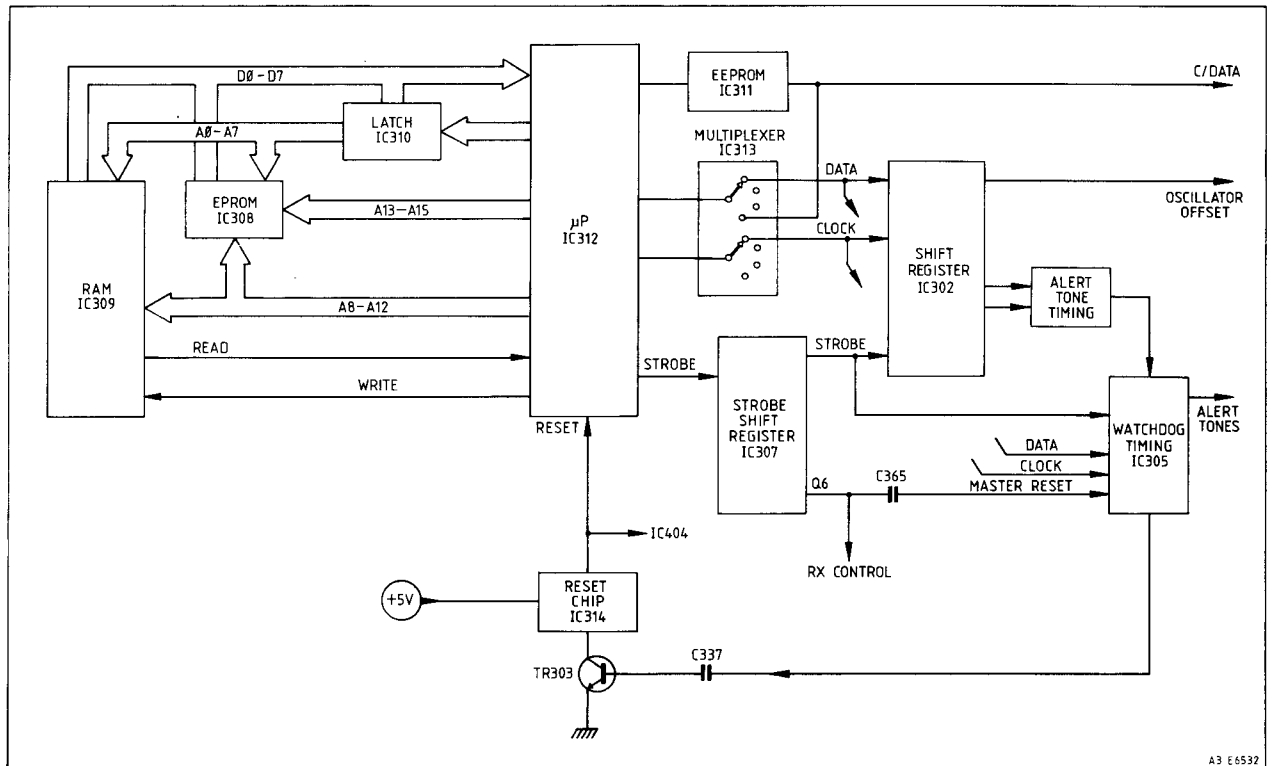 DØ-D7
LATCH
IC310
AØ-A7
EPROM
IC308
A13-A15
RAM
IC309
A8-A12
READ
WRITE
µP
IC312
RESET
EEPROM
IC311
C/DATA
MULTIPLEXER
IC313
DATA
CLOCK
SHIFT
REGISTER
IC302
OSCILLATOR
OFFSET
ALERT
TONE
TIMING
STROBE
STROBE
SHIFT
REGISTER
IC307
STROBE
Q6
C365
RX CONTROL
DATA
CLOCK
MASTER RESET
WATCHDOG
TIMING
IC305
ALERT
TONES
IC404
+5V
RESET
CHIP
IC314
TR303
C337
A3 E6532